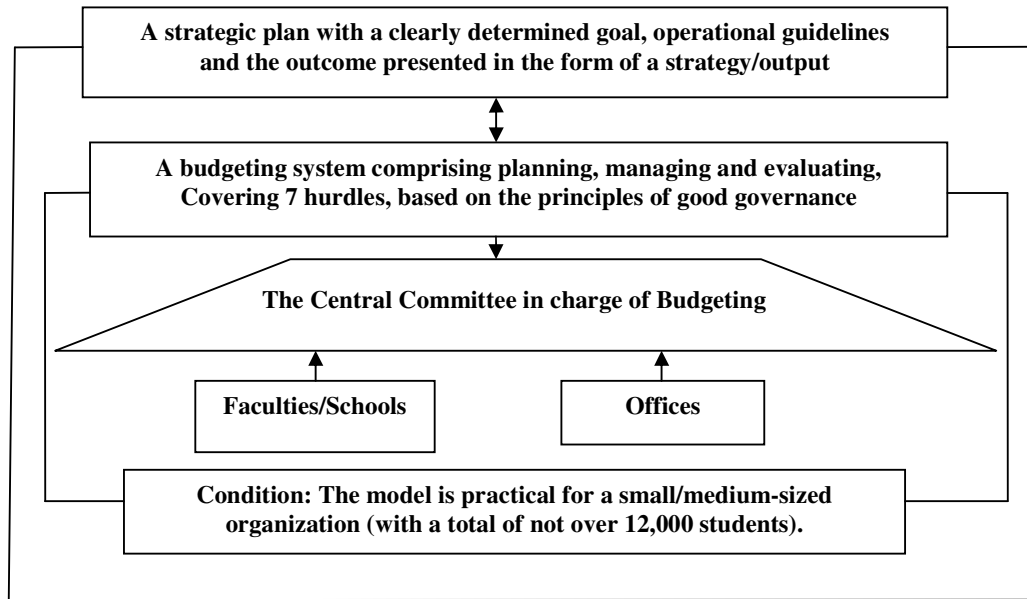 A strategic plan with a clearly determined goal, operational guidelines
and the outcome presented in the form of a strategy/output
A budgeting system comprising planning, managing and evaluating,
Covering 7 hurdles, based on the principles of good governance
The Central Committee in charge of Budgeting
Faculties/Schools
Offices
Condition: The model is practical for a small/medium-sized
organization (with a total of not over 12,000 students).